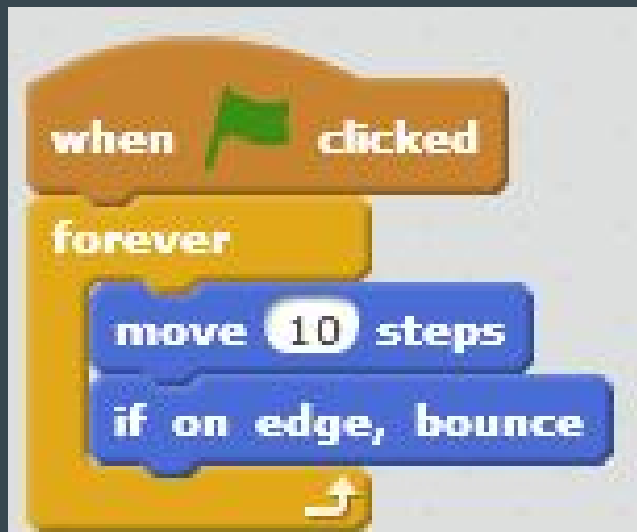 when clicked
forever
move 10 steps
if on edge, bounce